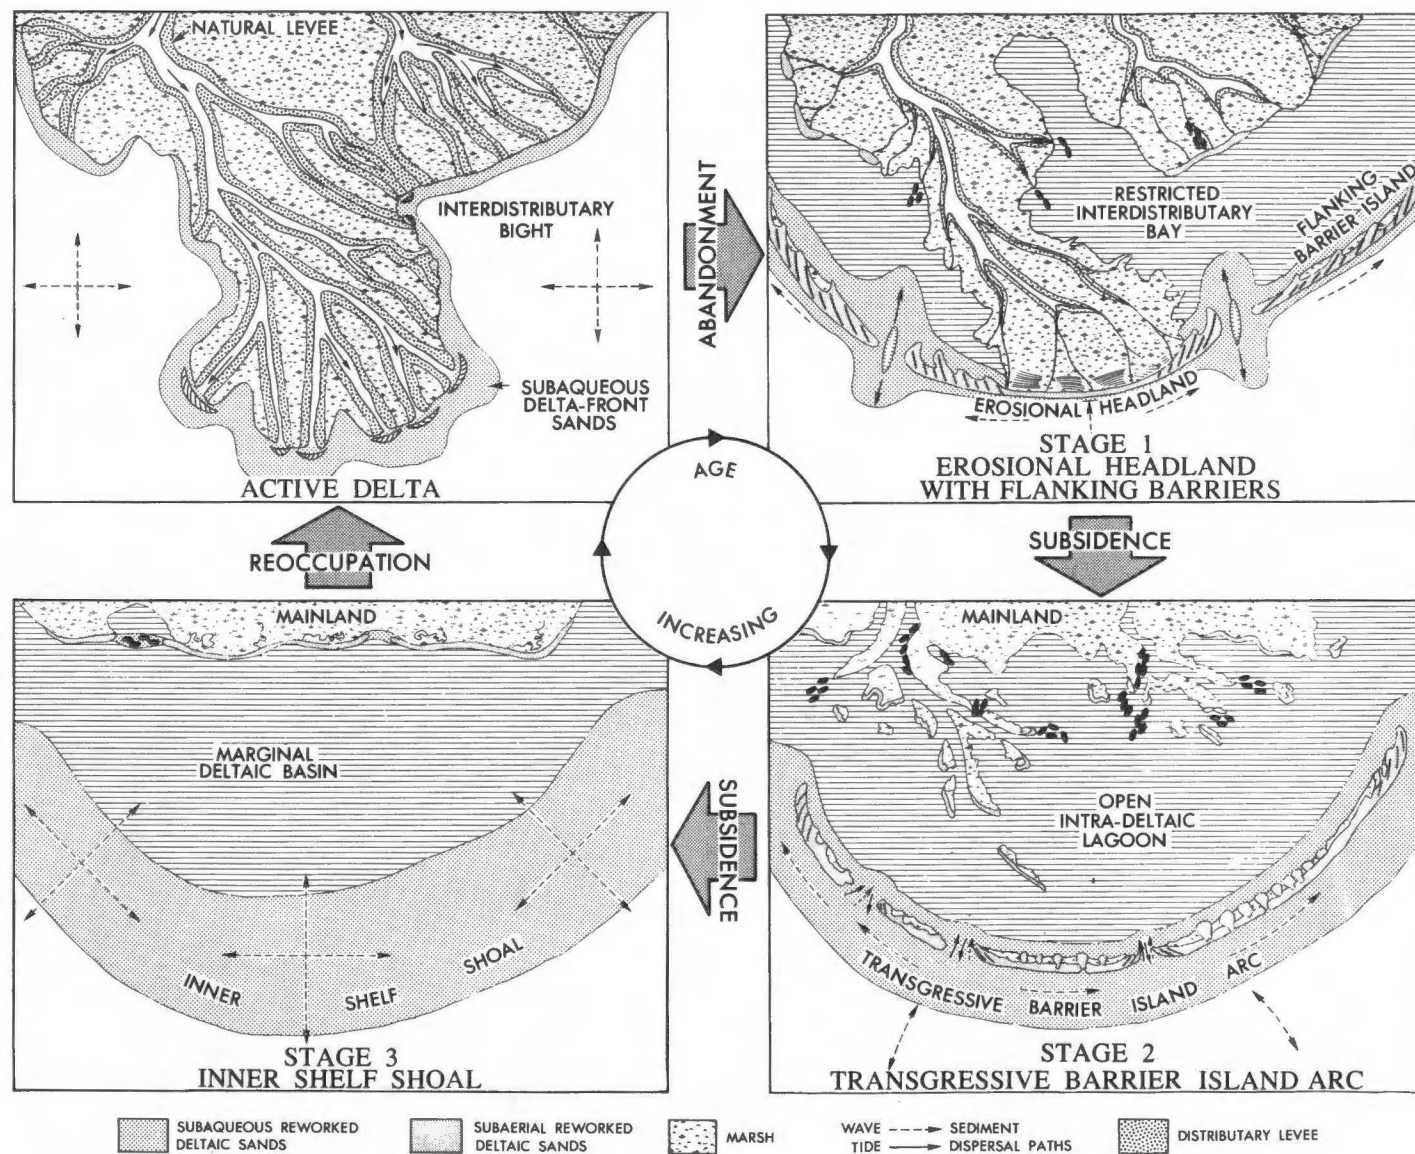 NATURAL LEVEE
INTERDISTRIBUTARY
BIGHT
SUBAQUEOUS
DELTA-FRONT
SANDS
ACTIVE DELTA
ABANDONMENT
RESTRICTED
INTERDISTRIBUTARY
BAY
FLANKING
BARRIER ISLAND
EROSIONAL HEADLAND
STAGE 1
EROSIONAL HEADLAND
WITH FLANKING BARRIERS
AGE
INCREASING
REOCCUPATION
SUBSIDENCE
MAINLAND
MARGINAL
DELTAIC BASIN
INNER SHELF SHOAL
STAGE 3
INNER SHELF SHOAL
SUBSIDENCE
MAINLAND
OPEN
INTRA-DELTAIC
LAGOON
TRANSGRESSIVE BARRIER ISLAND ARC
STAGE 2
TRANSGRESSIVE BARRIER ISLAND ARC
SUBAQUEOUS REWORKED
DELTAIC SANDS
SUBAERIAL REWORKED
DELTAIC SANDS
MARSH
WAVE SEDIMENT
TIDE DISPERSAL PATHS
DISTRIBUTARY LEVEE